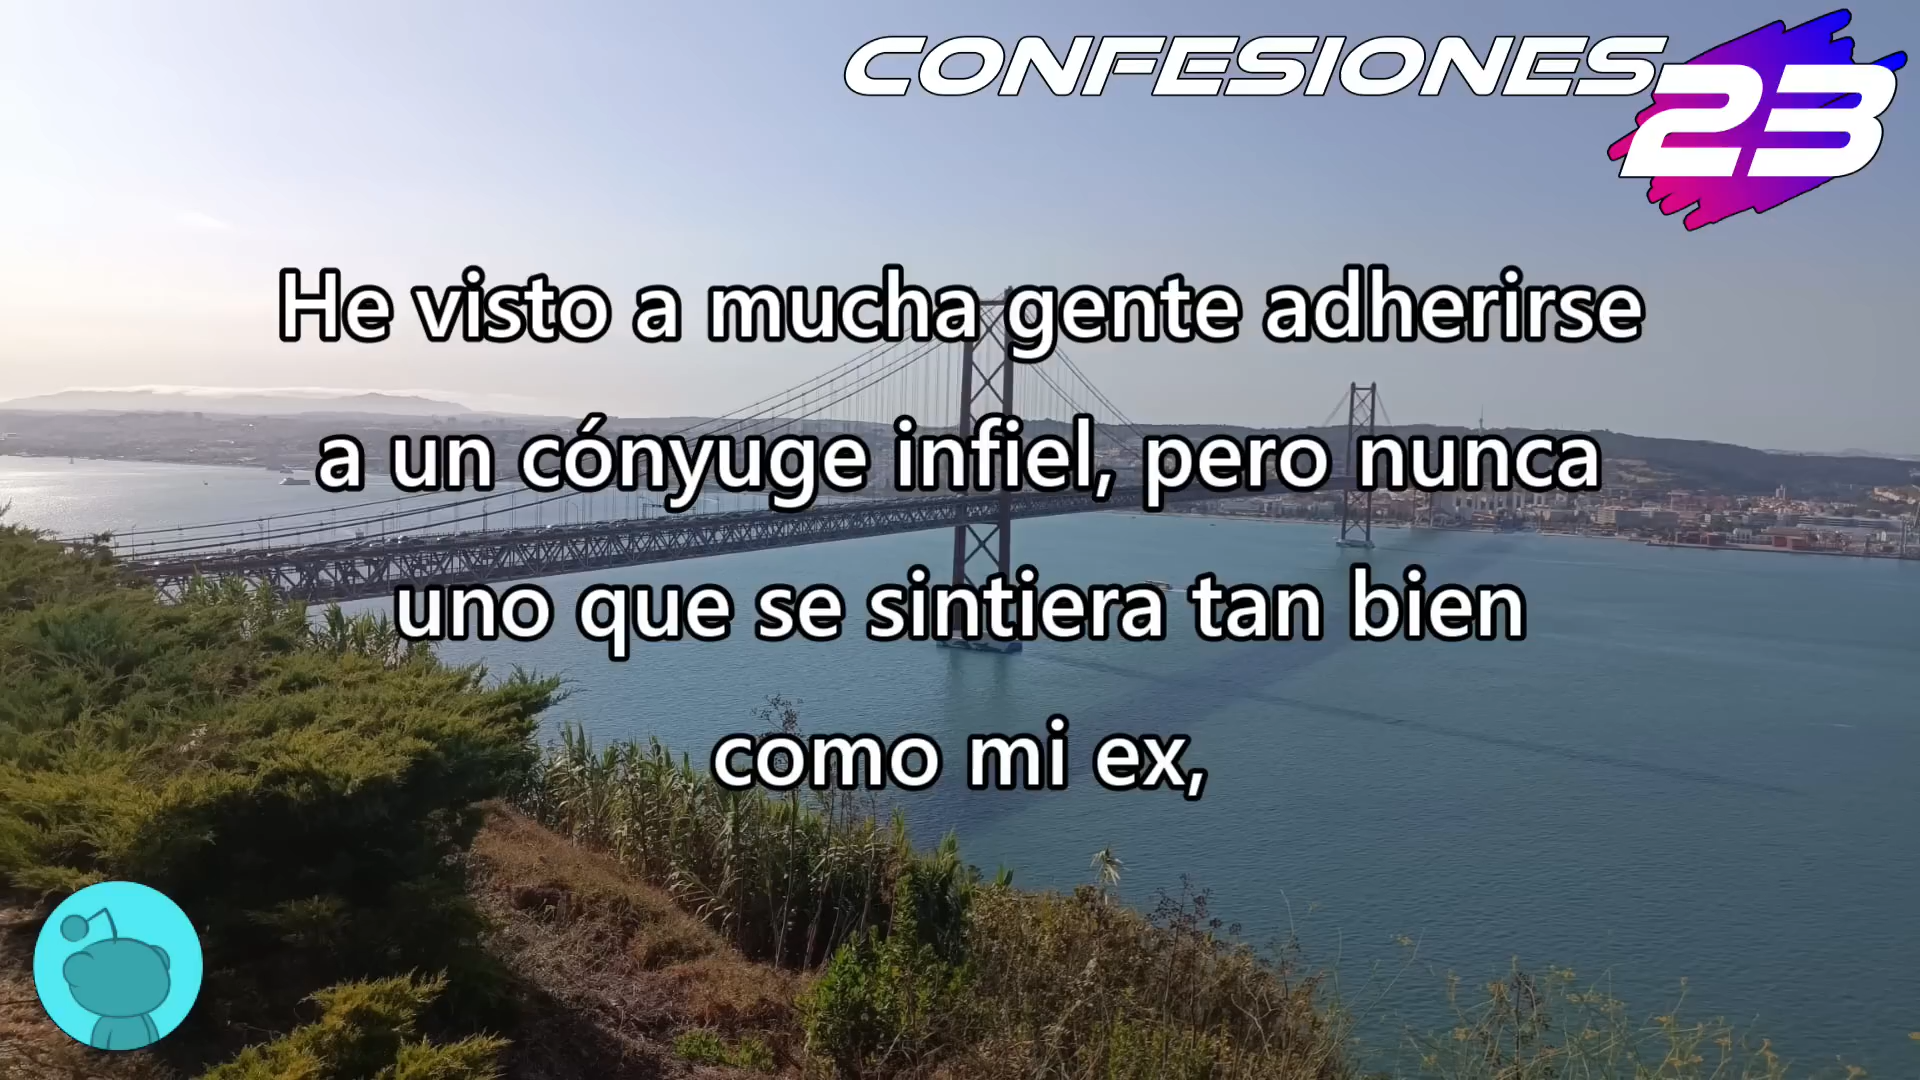 CONFESIONES
23
He visto a mucha gente adherirse
a un cónyuge infiel, pero nunca
uno que se sintiera tan bien
como mi ex,